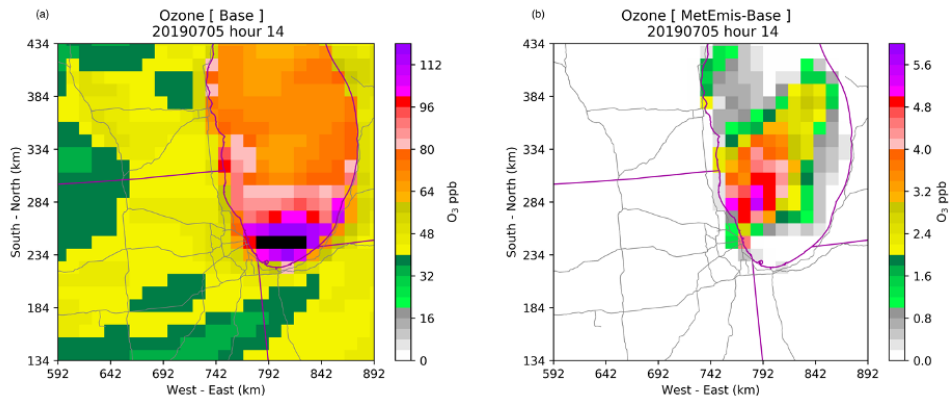 (a)
Ozone [ Base ]
20190705 hour 14
434
384
334
284
234
184
134
South - North (km)
592 642 692 742 792 842 892
West - East (km)
112
96
80
64
48
32
16
0
O₃ ppb
(b)
Ozone [ MetEmis-Base ]
20190705 hour 14
434
384
334
284
234
184
134
South - North (km)
592 642 692 742 792 842 892
West - East (km)
5.6
4.8
4.0
3.2
2.4
1.6
0.8
0.0
O₃ ppb